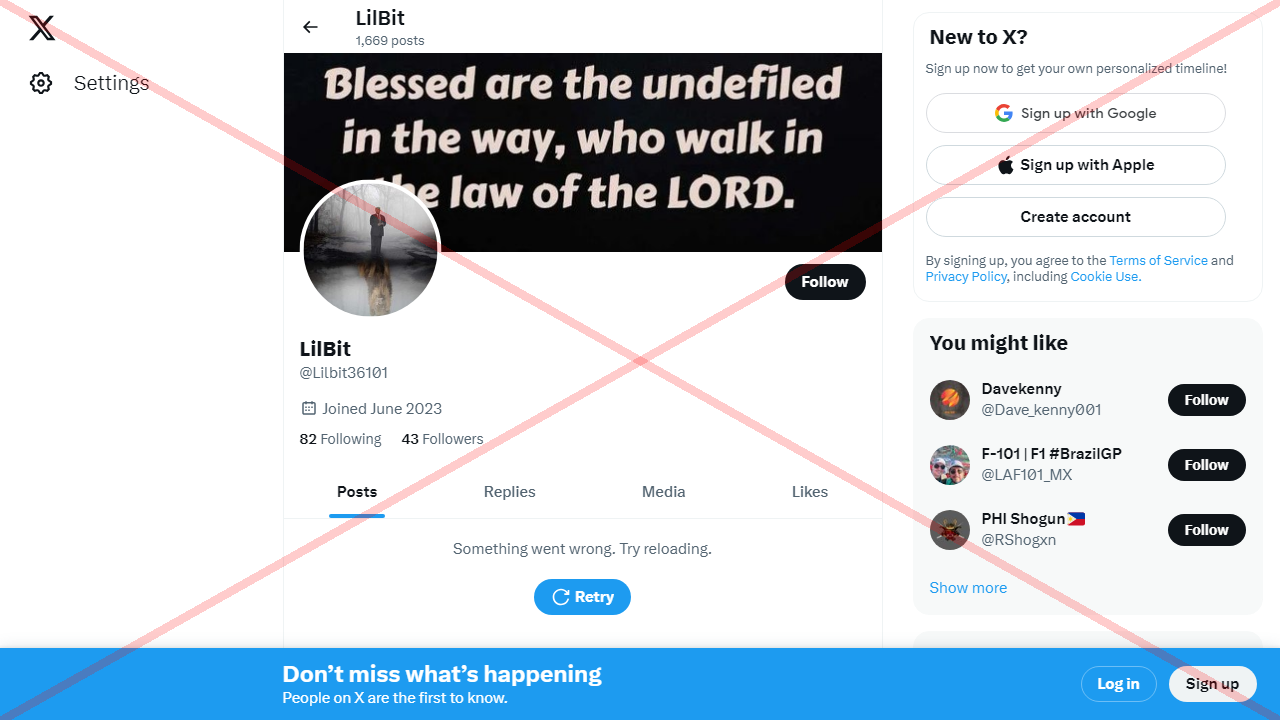 LilBit
1,669 posts
Settings
Blessed are the undefiled
in the way, who walk in
the law of the LORD.
Follow
LilBit
@Lilbit36101
Joined June 2023
82 Following 43 Followers
Posts Replies Media Likes
Something went wrong. Try reloading.
Retry
New to X?
Sign up now to get your own personalized timeline!
Sign up with Google
Sign up with Apple
Create account
By signing up, you agree to the Terms of Service and
Privacy Policy, including Cookie Use.
You might like
Davekenny
@Dave_kenny001
Follow
F-101 | F1 #BrazilGP
@LAF101_MX
Follow
PHI Shogun🇵🇭
@RShogxn
Follow
Show more
Don’t miss what’s happening
People on X are the first to know.
Log in
Sign up